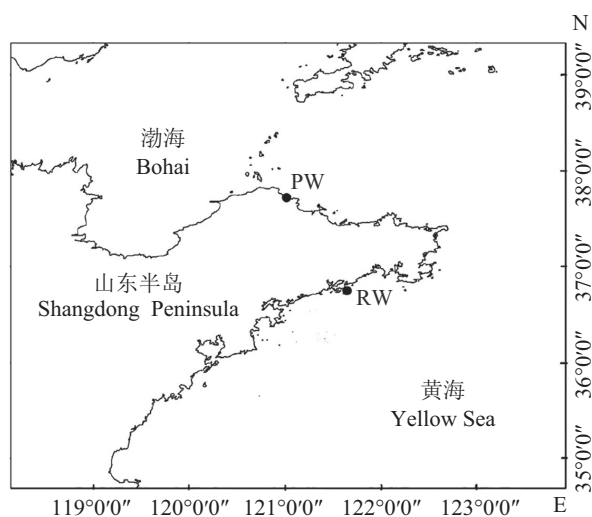 N
39°0′0″
渤海
Bohai
38°0′0″
PW
37°0′0″
山东半岛
Shangdong Peninsula
RW
36°0′0″
黄海
Yellow Sea
35°0′0″
119°0′0″ 120°0′0″ 121°0′0″ 122°0′0″ 123°0′0″ E